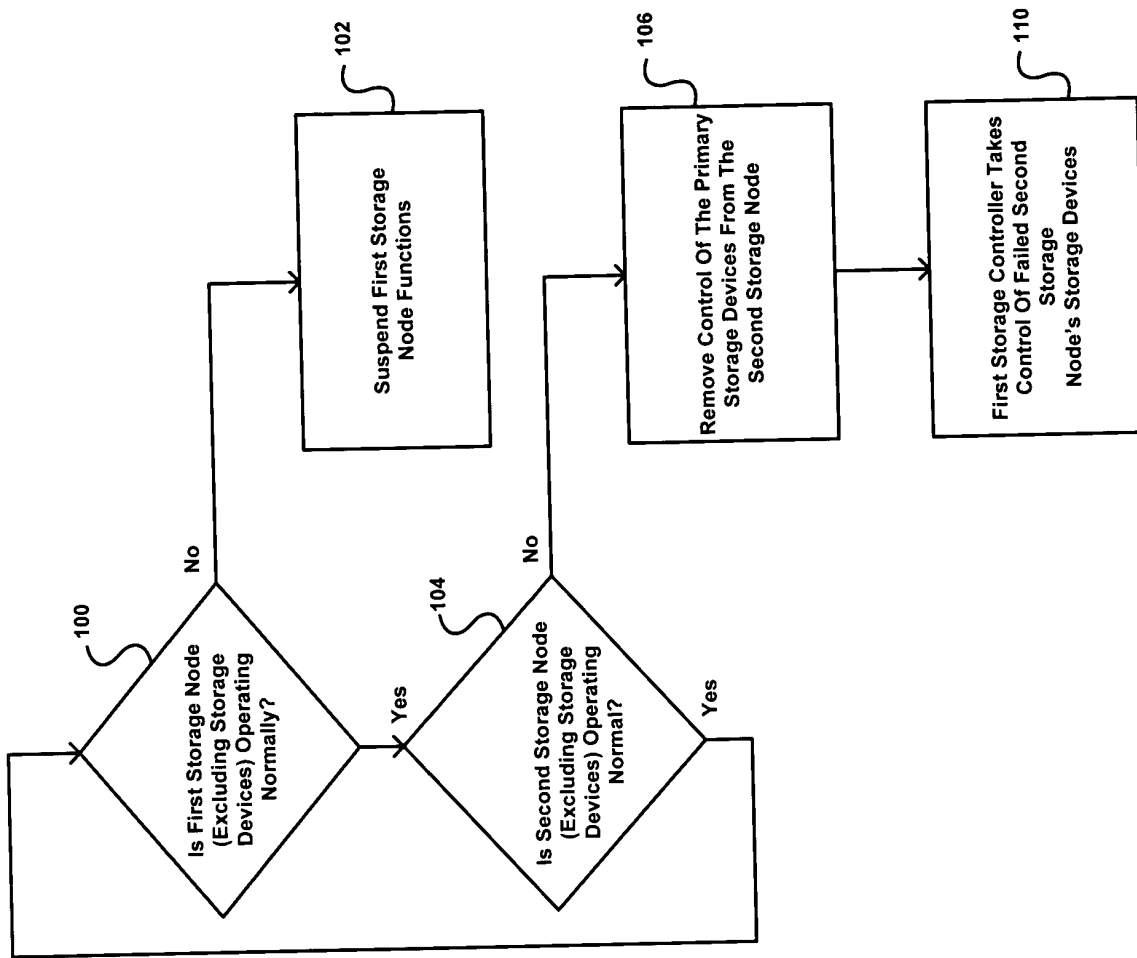 100
Is First Storage Node
(Excluding Storage
Devices) Operating
Normally?
No
Yes
102
Suspend First Storage
Node Functions
104
Is Second Storage Node
(Excluding Storage
Devices) Operating
Normal?
No
Yes
106
Remove Control Of The Primary
Storage Devices From The
Second Storage Node
110
First Storage Controller Takes
Control Of Failed Second
Storage
Node's Storage Devices